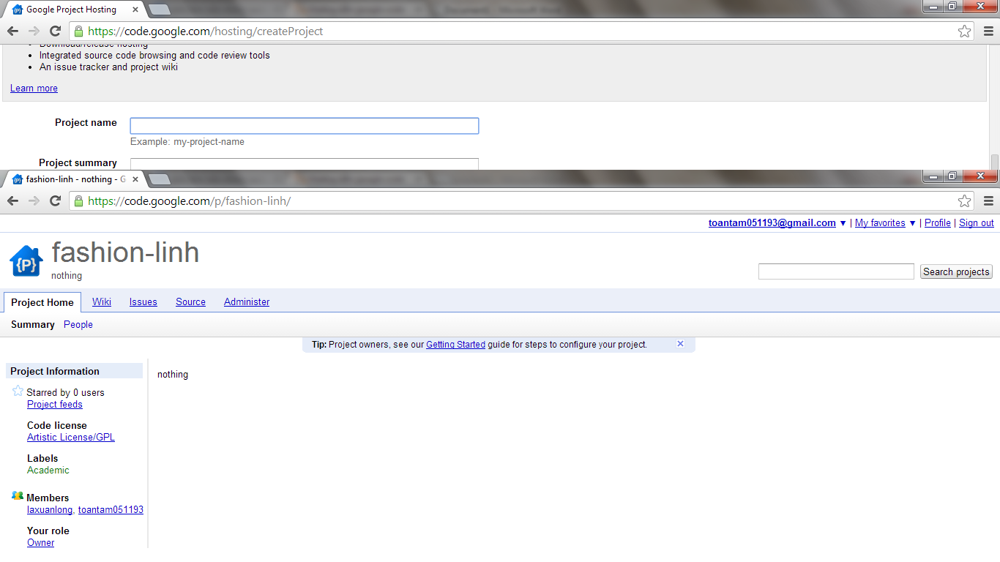 Google Project Hosting
https://code.google.com/hosting/createProject
Download/release hosting
Integrated source code browsing and code review tools
An issue tracker and project wiki
Learn more
Project name
Example: my-project-name
Project summary
fashion-linh - nothing - G
https://code.google.com/p/fashion-linh/
toantam051193@gmail.com ▼ | My favorites ▼ | Profile | Sign out
{P} fashion-linh
nothing
Search projects
Project Home Wiki Issues Source Administer
Summary People
Tip: Project owners, see our Getting Started guide for steps to configure your project.
Project Information
nothing
Starred by 0 users
Project feeds
Code license
Artistic License/GPL
Labels
Academic
Members
laxuanlong, toantam051193
Your role
Owner